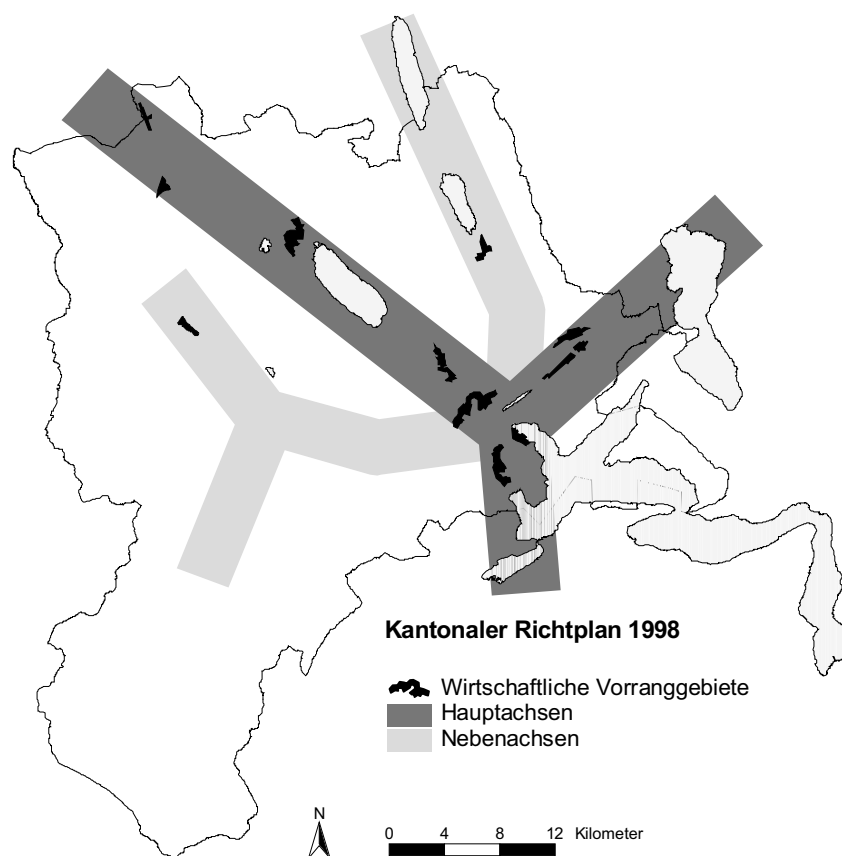 Kantonaler Richtplan 1998
Wirtschaftliche Vorranggebiete
Hauptachsen
Nebenachsen
N
0 4 8 12 Kilometer